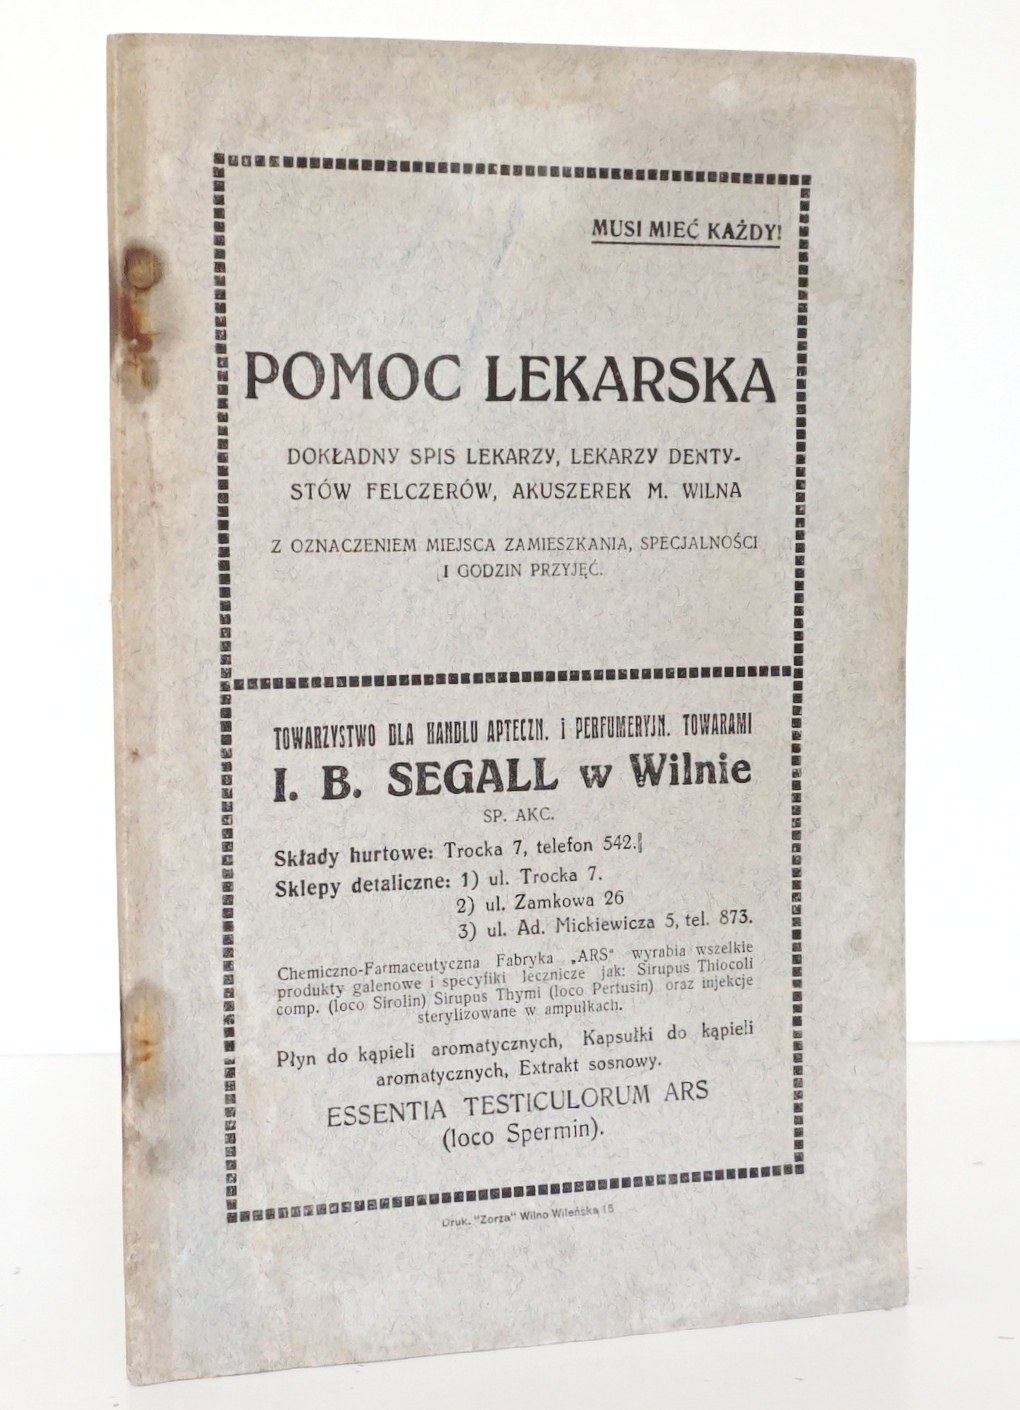 MUSI MIEĆ KAŻDY!
POMOC LEKARSKA
DOKŁADNY SPIS LEKARZY, LEKARZY DENTY-
STÓW FELCZERÓW, AKUSZEREK M. WILNA
Z OZNACZENIEM MIEJSCA ZAMIESZKANIA, SPECJALNOŚCI
I GODZIN PRZYJĘĆ.
TOWARZYSTWO DLA HANDLU APTECZN. i PERFUMERYJN. TOWARAMI
I. B. SEGALL w Wilnie
SP. AKC.
Składy hurtowe: Trocka 7, telefon 542.
Sklepy detaliczne: 1) ul. Trocka 7.
2) ul. Zamkowa 26
3) ul. Ad. Mickiewicza 5, tel. 873.
Chemiczno-Farmaceutyczna Fabryka „ARS" wyrabia wszelkie
produkty galenowe i specyfiki lecznicze jak: Sirupus Thiocoli
comp. (loco Sirolin) Sirupus Thymi (loco Pertusin) oraz injekcje
sterylizowane w ampułkach.
Płyn do kąpieli aromatycznych, Kapsułki do kąpieli
aromatycznych, Extrakt sosnowy.
ESSENTIA TESTICULORUM ARS
(loco Spermin).
Druk. "Zorza" Wilno Wileńska 15